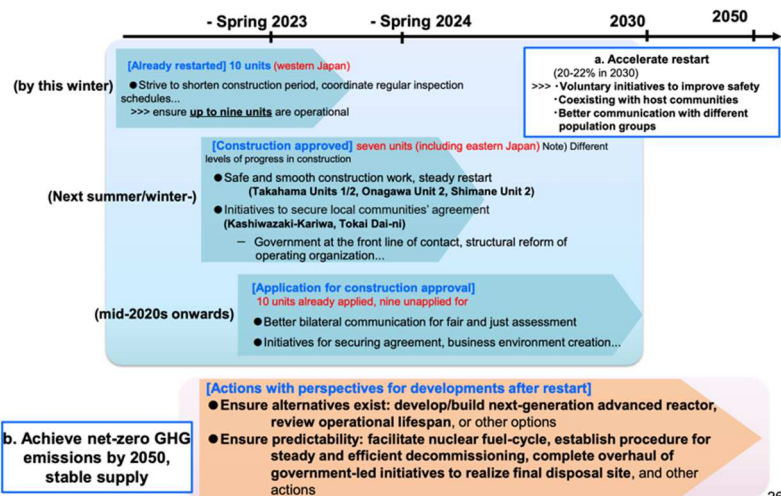 - Spring 2023
- Spring 2024
2030
2050
(by this winter)
[Already restarted] 10 units (western Japan)
●Strive to shorten construction period, coordinate regular inspection
schedules...
>>> ensure up to nine units are operational
a. Accelerate restart
(20-22% in 2030)
>>> ・Voluntary initiatives to improve safety
・Coexisting with host communities
・Better communication with different
population groups
(Next summer/winter-)
[Construction approved] seven units (including eastern Japan) Note) Different
levels of progress in construction
●Safe and smooth construction work, steady restart
(Takahama Units 1/2, Onagawa Unit 2, Shimane Unit 2)
●Initiatives to secure local communities' agreement
(Kashiwazaki-Kariwa, Tokai Dai-ni)
– Government at the front line of contact, structural reform of
operating organization...
(mid-2020s onwards)
[Application for construction approval]
10 units already applied, nine unapplied for
●Better bilateral communication for fair and just assessment
●Initiatives for securing agreement, business environment creation...
b. Achieve net-zero GHG
emissions by 2050,
stable supply
[Actions with perspectives for developments after restart]
●Ensure alternatives exist: develop/build next-generation advanced reactor,
review operational lifespan, or other options
●Ensure predictability: facilitate nuclear fuel-cycle, establish procedure for
steady and efficient decommissioning, complete overhaul of
government-led initiatives to realize final disposal site, and other
actions